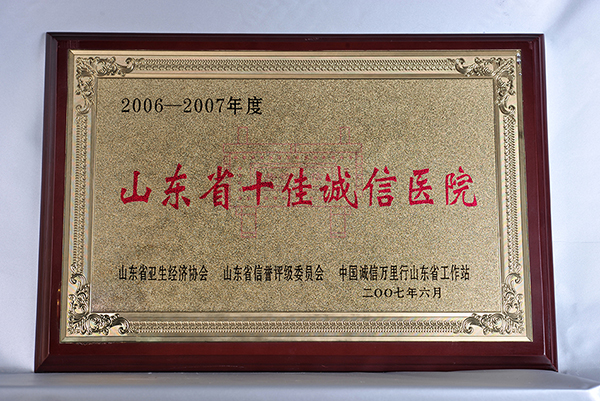 2006—2007年度
山东省十佳诚信医院
山东省卫生经济协会 山东省信誉评级委员会 中国诚信万里行山东省工作站
二〇〇七年六月